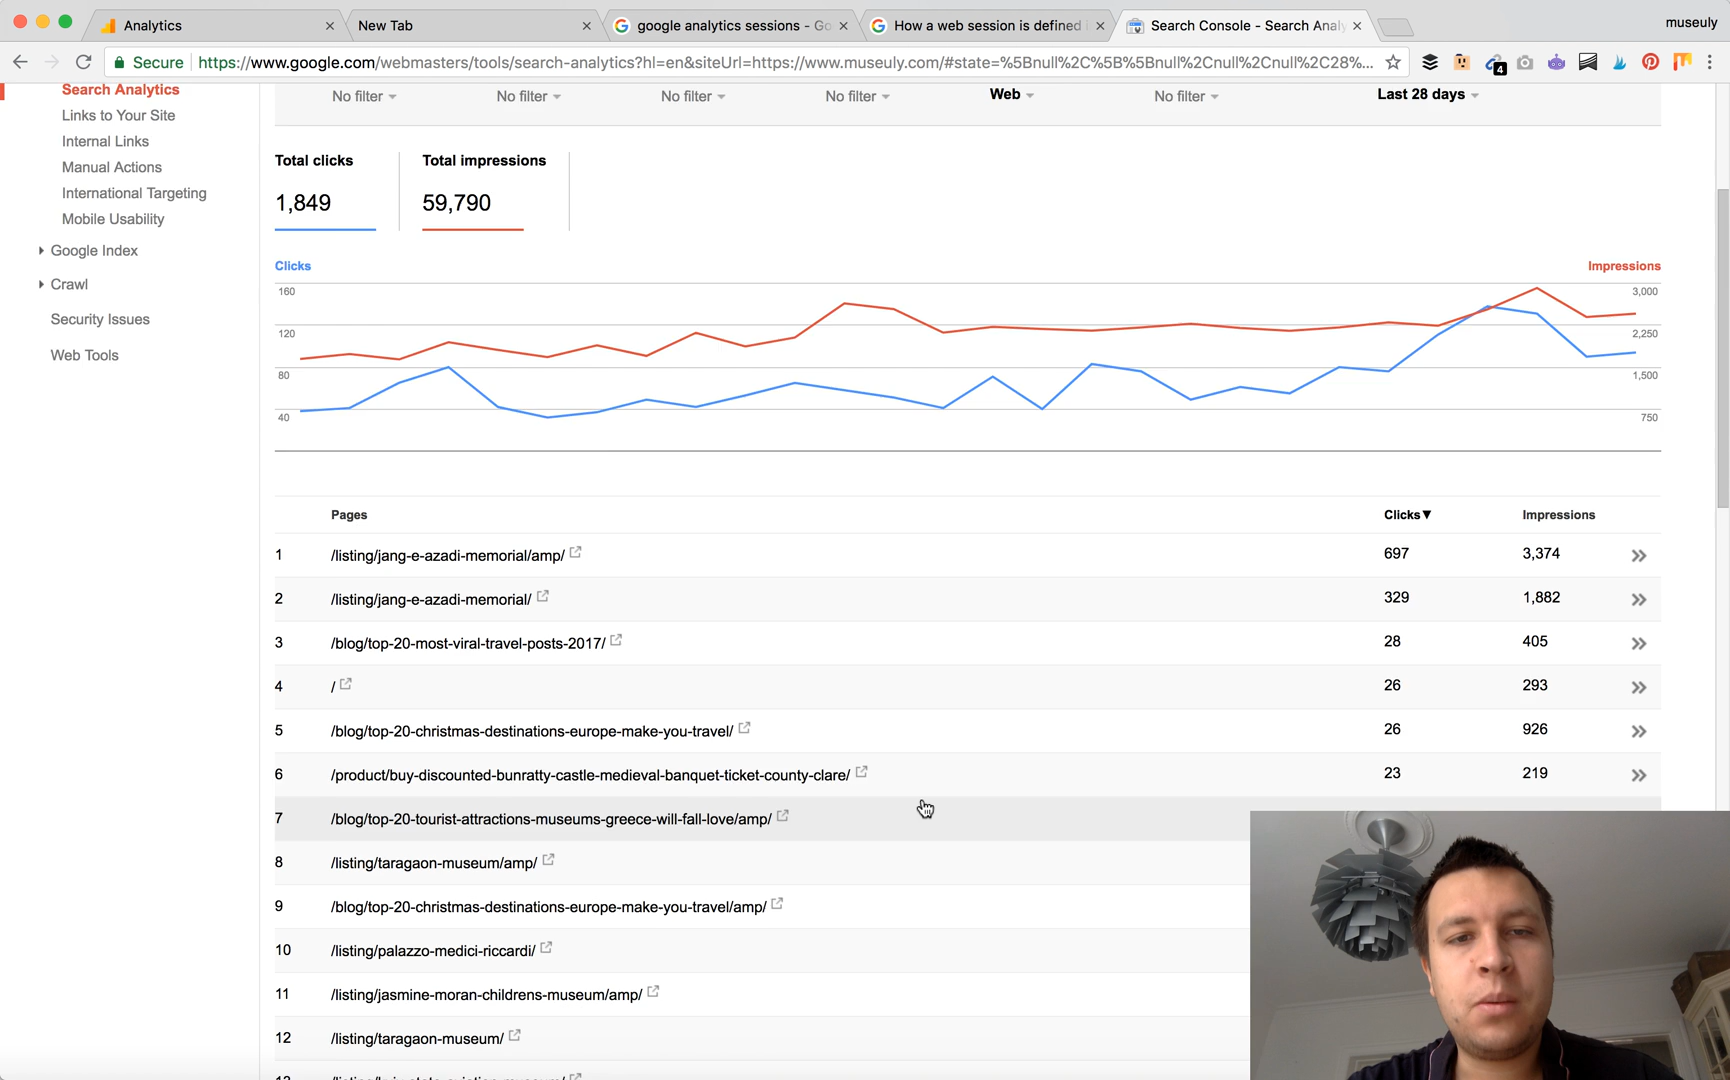 Analytics
New Tab
google analytics sessions - Go
How a web session is defined i
Search Console - Search Analy
museuly
Secure
https://www.google.com/webmasters/tools/search-analytics?hl=en&siteUrl=https://www.museuly.com/#state=%5Bnull%2C%5B%5Bnull%2Cnull%2Cnull%2C28%...
4
Search Analytics
Links to Your Site
Internal Links
Manual Actions
International Targeting
Mobile Usability
Google Index
Crawl
Security Issues
Web Tools
No filter
No filter
No filter
No filter
Web
No filter
Last 28 days
Total clicks
1,849
Total impressions
59,790
Clicks
Impressions
160
3,000
120
2,250
80
1,500
40
750
Pages Clicks▼ Impressions
1 /listing/jang-e-azadi-memorial/amp/ 697 3,374
2 /listing/jang-e-azadi-memorial/ 329 1,882
3 /blog/top-20-most-viral-travel-posts-2017/ 28 405
4 / 26 293
5 /blog/top-20-christmas-destinations-europe-make-you-travel/ 26 926
6 /product/buy-discounted-bunratty-castle-medieval-banquet-ticket-county-clare/ 23 219
7 /blog/top-20-tourist-attractions-museums-greece-will-fall-love/amp/
8 /listing/taragaon-museum/amp/
9 /blog/top-20-christmas-destinations-europe-make-you-travel/amp/
10 /listing/palazzo-medici-riccardi/
11 /listing/jasmine-moran-childrens-museum/amp/
12 /listing/taragaon-museum/